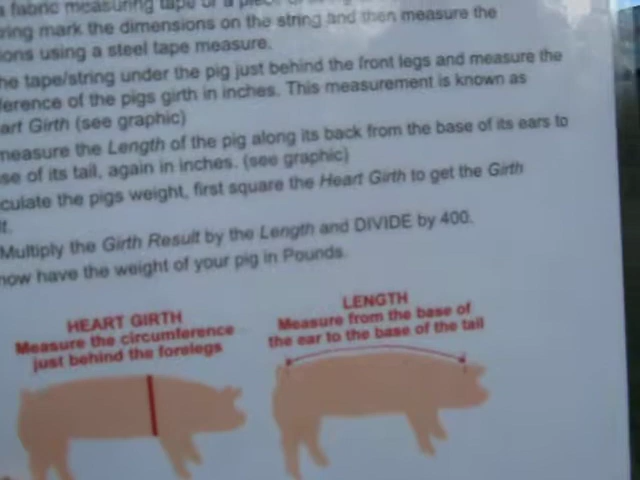 a fabric measuring tape or a
ring mark the dimensions on the string and then measure the
ions using a steel tape measure.
he tape/string under the pig just behind the front legs and measure the
ference of the pigs girth in inches. This measurement is known as
art Girth (see graphic)
measure the Length of the pig along its back from the base of its ears to
se of its tail, again in inches. (see graphic)
culate the pigs weight, first square the Heart Girth to get the Girth
lt.
Multiply the Girth Result by the Length and DIVIDE by 400.
now have the weight of your pig in Pounds.
HEART GIRTH
Measure the circumference
just behind the forelegs
LENGTH
Measure from the base of
the ear to the base of the tail